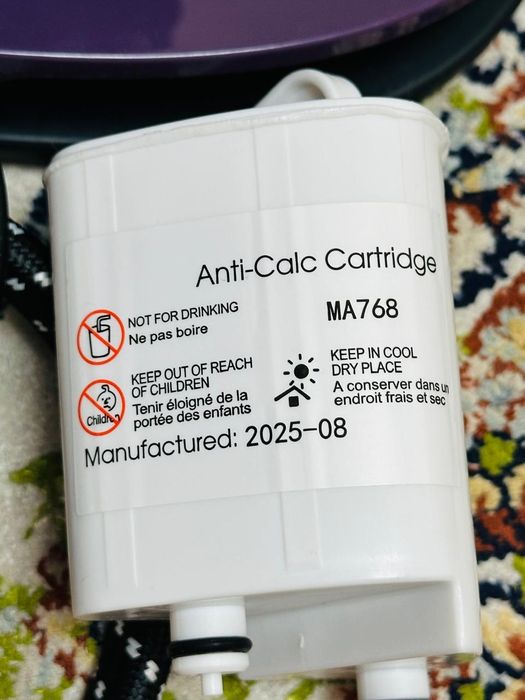 Anti-Calc Cartridge
NOT FOR DRINKING
Ne pas boire
MA768
KEEP OUT OF REACH
OF CHILDREN
Tenir éloigné de la
portée des enfants
Children
KEEP IN COOL
DRY PLACE
A conserver dans un
endroit frais et sec
Manufactured: 2025-08